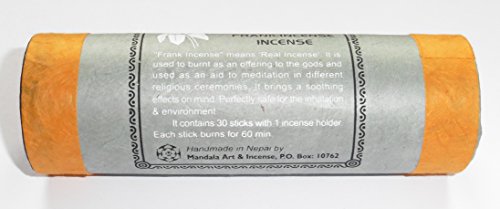 FRANKINCENSE
INCENSE
"Frank Incense" means "Real Incense". It is
used to burnt as an offering to the gods and
used as an aid to meditation in different
religious ceremonies. It brings a soothing
effects on mind. Perfectly safe for the inhalation
& environment.
It contains 30 sticks with 1 incense holder.
Each stick burns for 60 min.
Handmade in Nepal by
Mandala Art & Incense, P.O. Box: 10762